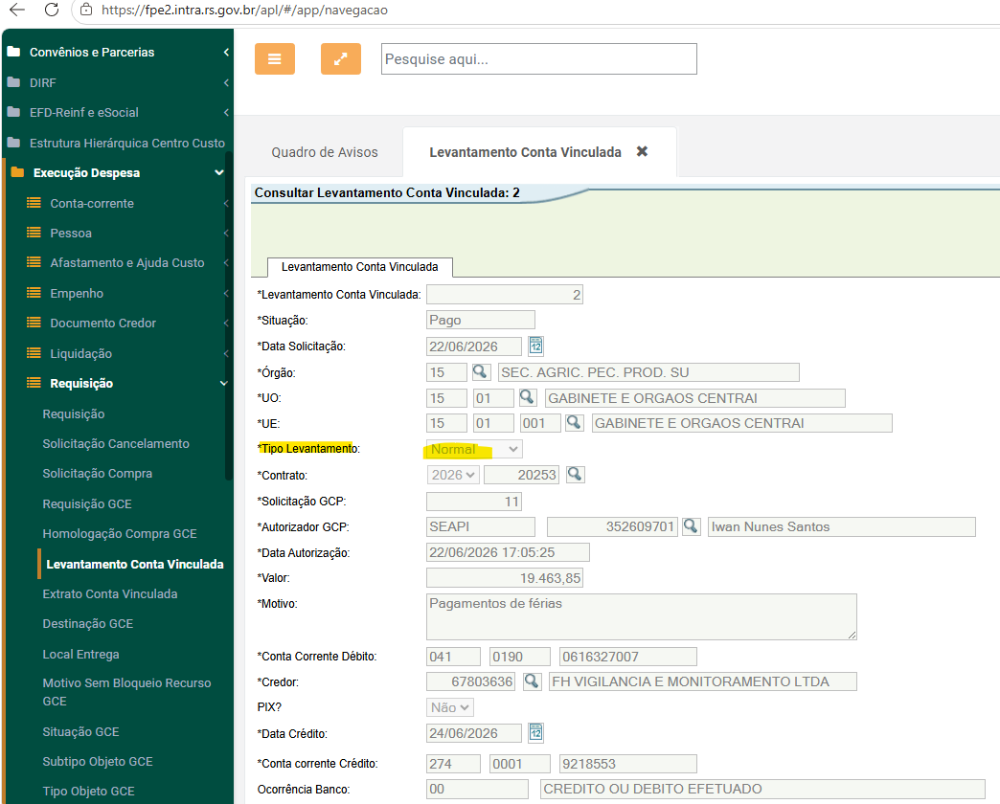 https://fpe2.intra.rs.gov.br/apl/#/app/navegacao
Convênios e Parcerias
DIRF
EFD-Reinf e eSocial
Estrutura Hierárquica Centro Custo
Execução Despesa
Conta-corrente
Pessoa
Afastamento e Ajuda Custo
Empenho
Documento Credor
Liquidação
Requisição
Requisição
Solicitação Cancelamento
Solicitação Compra
Requisição GCE
Homologação Compra GCE
Levantamento Conta Vinculada
Extrato Conta Vinculada
Destinação GCE
Local Entrega
Motivo Sem Bloqueio Recurso
GCE
Situação GCE
Subtipo Objeto GCE
Tipo Objeto GCE
Pesquise aqui...
Quadro de Avisos
Levantamento Conta Vinculada ✖
Consultar Levantamento Conta Vinculada: 2
Levantamento Conta Vinculada
*Levantamento Conta Vinculada: 2
*Situação: Pago
*Data Solicitação: 22/06/2026 12
*Órgão: 15 SEC. AGRIC. PEC. PROD. SU
*UO: 15 01 GABINETE E ORGAOS CENTRAI
*UE: 15 01 001 GABINETE E ORGAOS CENTRAI
*Tipo Levantamento: Normal
*Contrato: 2026 20253
*Solicitação GCP: 11
*Autorizador GCP: SEAPI 352609701 Iwan Nunes Santos
*Data Autorização: 22/06/2026 17:05:25
*Valor: 19.463,85
*Motivo: Pagamentos de férias
*Conta Corrente Débito: 041 0190 0616327007
*Credor: 67803636 FH VIGILANCIA E MONITORAMENTO LTDA
PIX? Não
*Data Crédito: 24/06/2026 12
*Conta corrente Crédito: 274 0001 9218553
Ocorrência Banco: 00 CREDITO OU DEBITO EFETUADO